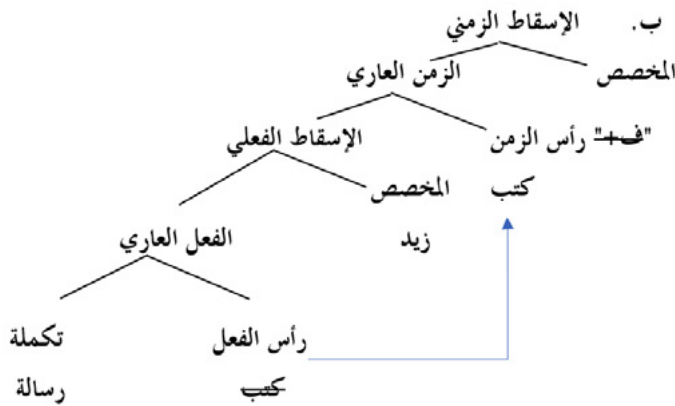 ب. الإسقاط الزمني
المخصص الزمن العاري
"ف+" رأس الزمن الإسقاط الفعلي
كتب المخصص
زيد الفعل العاري
رأس الفعل تكملة
كتب رسالة